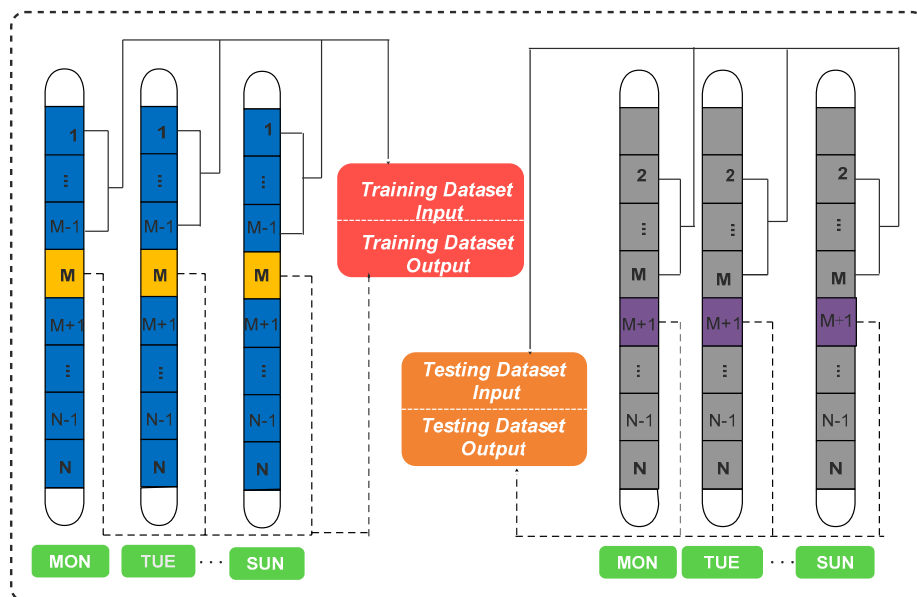 1
...
M-1
M
M+1
...
N-1
N
MON
1
...
M-1
M
M+1
...
N-1
N
TUE
...
1
...
M-1
M
M+1
...
N-1
N
SUN
Training Dataset
Input
Training Dataset
Output
Testing Dataset
Input
Testing Dataset
Output
2
...
M
M+1
...
N-1
N
MON
2
...
M
M+1
...
N-1
N
TUE
...
2
...
M
M+1
...
N-1
N
SUN